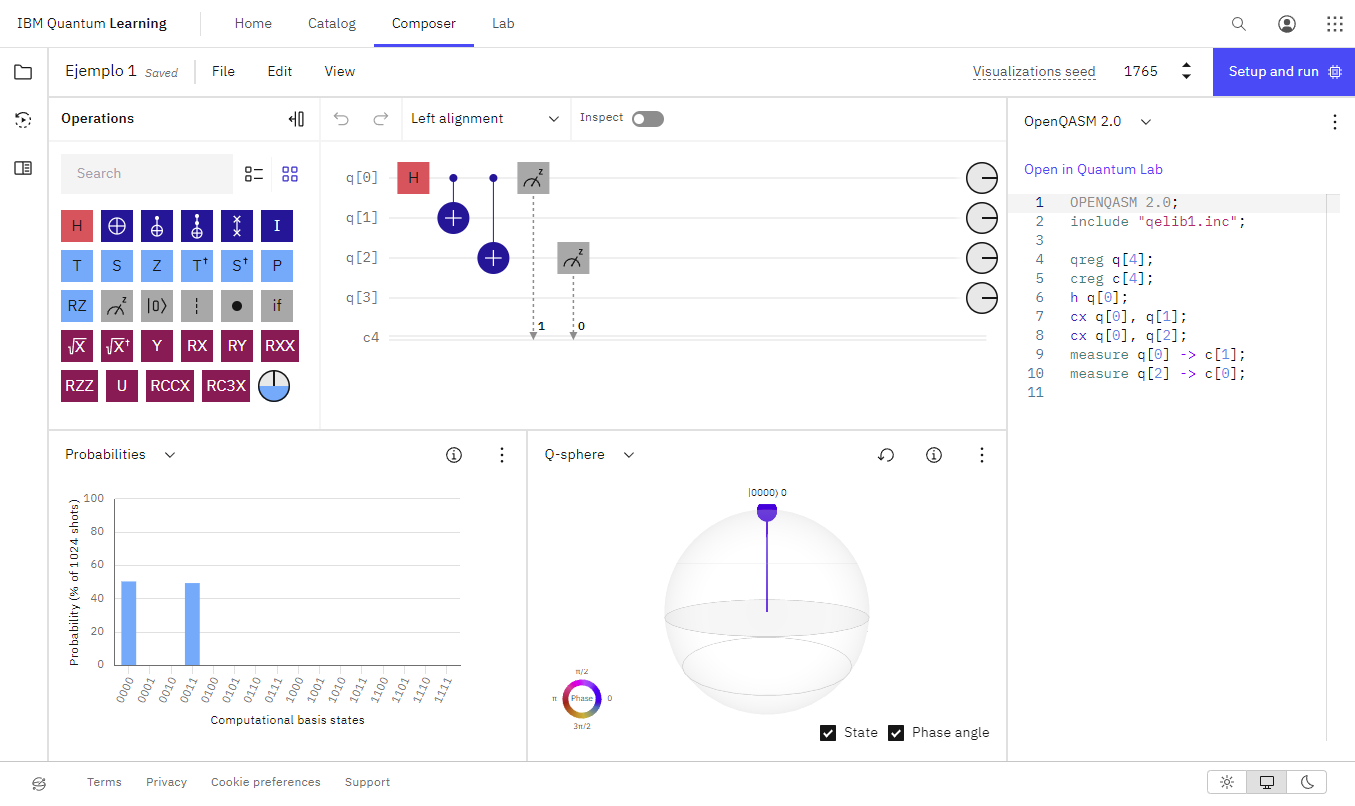 IBM Quantum Learning Home Catalog Composer Lab
Ejemplo 1 Saved File Edit View Visualizations seed 1765 Setup and run
Operations
Search
H I
T S Z T† S† P
RZ z |0⟩ if
√X √X† Y RX RY RXX
RZZ U RCCX RC3X
Left alignment Inspect
q[0] H z
q[1]
q[2] z
q[3]
1 0
c4
OpenQASM 2.0
Open in Quantum Lab
1 OPENQASM 2.0;
2 include "qelib1.inc";
3
4 qreg q[4];
5 creg c[4];
6 h q[0];
7 cx q[0], q[1];
8 cx q[0], q[2];
9 measure q[0] -> c[1];
10 measure q[2] -> c[0];
11
Probabilities
Probability (% of 1024 shots)
100
80
60
40
20
0
0000 0001 0010 0011 0100 0101 0110 0111 1000 1001 1010 1011 1100 1101 1110 1111
Computational basis states
Q-sphere
|0000⟩ 0
π/2
π Phase 0
3π/2
State Phase angle
Terms Privacy Cookie preferences Support